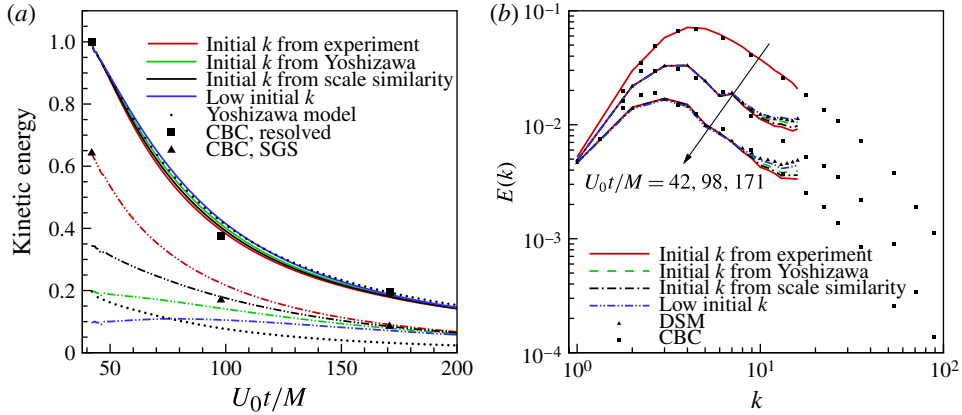 (a)
Kinetic energy
1.0
0.8
0.6
0.4
0.2
0
50
100
150
200
U₀t/M
Initial k from experiment
Initial k from Yoshizawa
Initial k from scale similarity
Low initial k
Yoshizawa model
CBC, resolved
CBC, SGS
(b)
E(k)
10⁻¹
10⁻²
10⁻³
10⁻⁴
10⁰
10¹
10²
k
U₀t/M = 42, 98, 171
Initial k from experiment
Initial k from Yoshizawa
Initial k from scale similarity
Low initial k
DSM
CBC